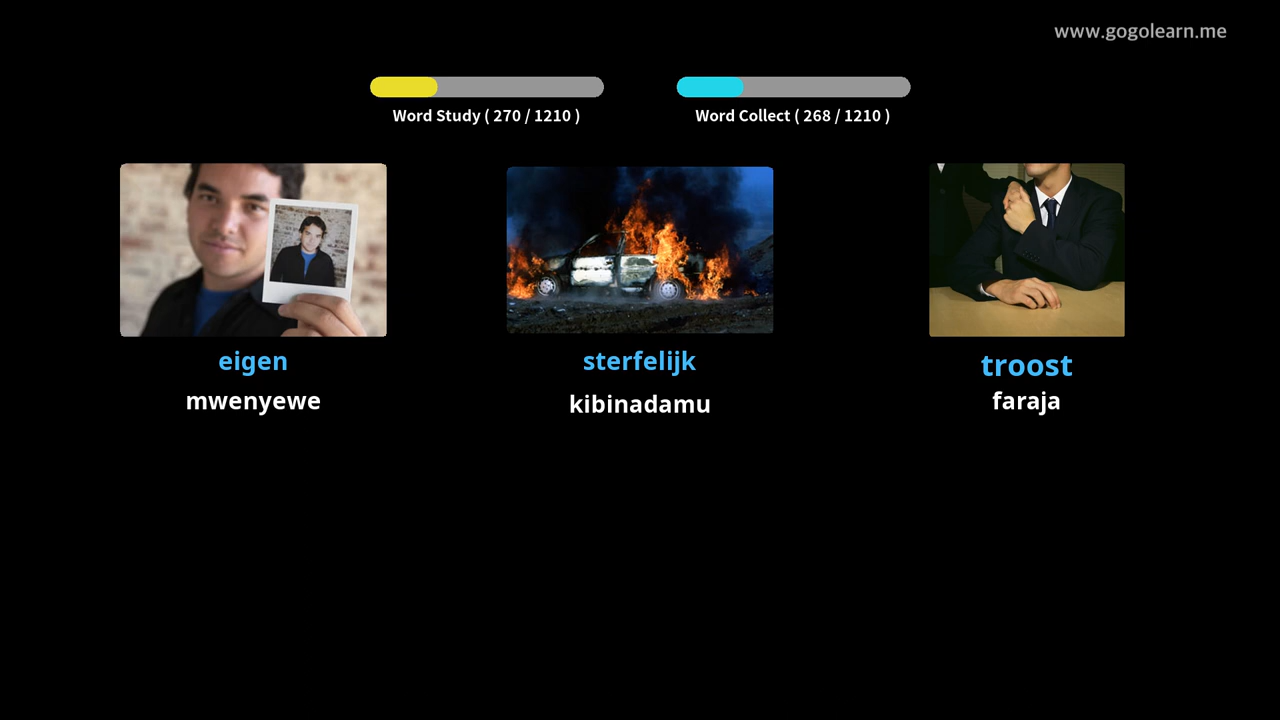 www.gogolearn.me
Word Study ( 270 / 1210 )
Word Collect ( 268 / 1210 )
eigen
mwenyewe
sterfelijk
kibinadamu
troost
faraja